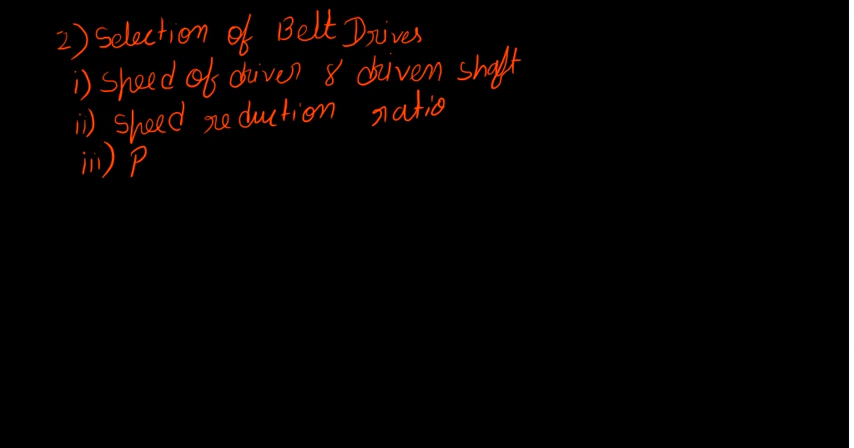 2) Selection of Belt Drives
i) Speed of driver & driven shaft
ii) Speed reduction ratio
iii) P